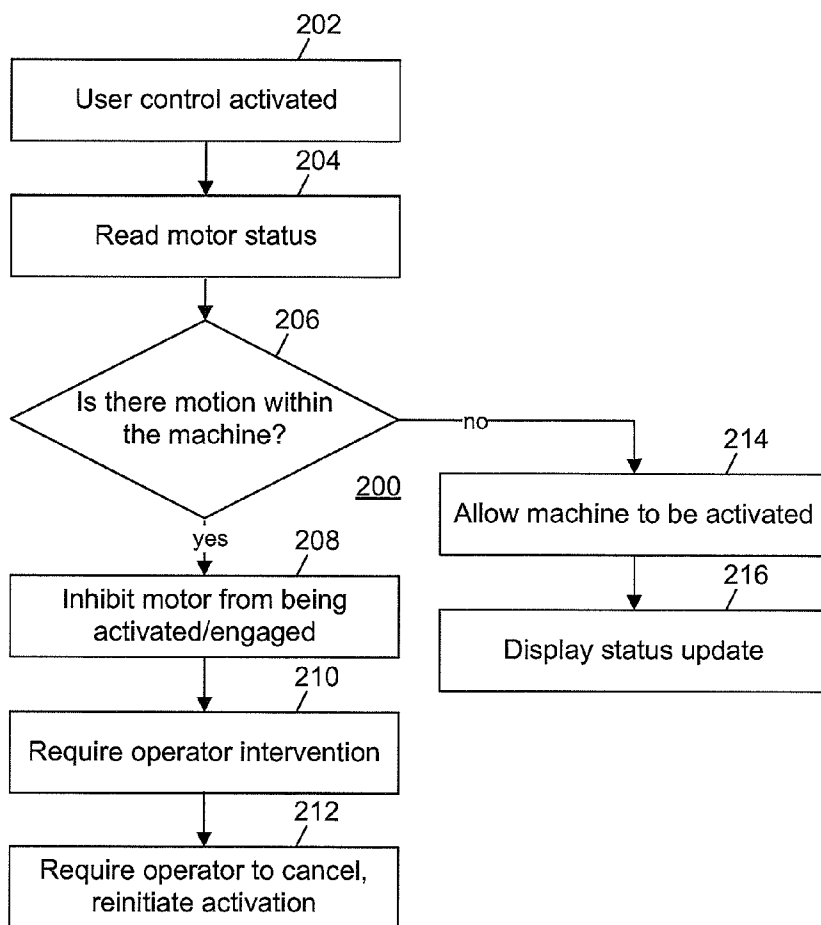 202
User control activated
204
Read motor status
206
Is there motion within
the machine?
no
200
yes
214
Allow machine to be activated
216
Display status update
208
Inhibit motor from being
activated/engaged
210
Require operator intervention
212
Require operator to cancel,
reinitiate activation